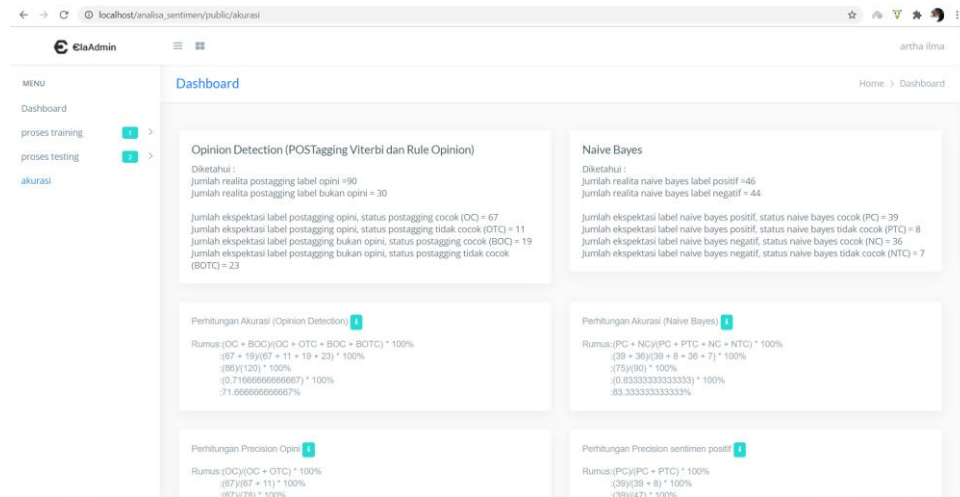 localhost/analisa_sentimen/public/akurasi
ElaAdmin
artha ilma
MENU
Dashboard
proses training 1
proses testing 2
akurasi
Dashboard
Home > Dashboard
Opinion Detection (POSTagging Viterbi dan Rule Opinion)
Diketahui :
Jumlah realita postagging label opini =90
Jumlah realita postagging label bukan opini = 30
Jumlah ekspektasi label postagging opini, status postagging cocok (OC) = 67
Jumlah ekspektasi label postagging opini, status postagging tidak cocok (OTC) = 11
Jumlah ekspektasi label postagging bukan opini, status postagging cocok (BOC) = 19
Jumlah ekspektasi label postagging bukan opini, status postagging tidak cocok
(BOTC) = 23
Naive Bayes
Diketahui :
Jumlah realita naive bayes label positif =46
Jumlah realita naive bayes label negatif = 44
Jumlah ekspektasi label naive bayes positif, status naive bayes cocok (PC) = 39
Jumlah ekspektasi label naive bayes positif, status naive bayes tidak cocok (PTC) = 8
Jumlah ekspektasi label naive bayes negatif, status naive bayes cocok (NC) = 36
Jumlah ekspektasi label naive bayes negatif, status naive bayes tidak cocok (NTC) = 7
Perhitungan Akurasi (Opinion Detection)
Rumus:(OC + BOC)/(OC + OTC + BOC + BOTC) * 100%
:(67 + 19)/(67 + 11 + 19 + 23) * 100%
:(86)/(120) * 100%
:(0.71666666666667) * 100%
:71.666666666667%
Perhitungan Akurasi (Naive Bayes)
Rumus:(PC + NC)/(PC + PTC + NC + NTC) * 100%
:(39 + 36)/(39 + 8 + 36 + 7) * 100%
:(75)/(90) * 100%
:(0.83333333333333) * 100%
:83.333333333333%
Perhitungan Precision Opini
Rumus:(OC)/(OC + OTC) * 100%
:(67)/(67 + 11) * 100%
:(67)/(78) * 100%
Perhitungan Precision sentimen positif
Rumus:(PC)/(PC + PTC) * 100%
:(39)/(39 + 8) * 100%
:(39)/(47) * 100%